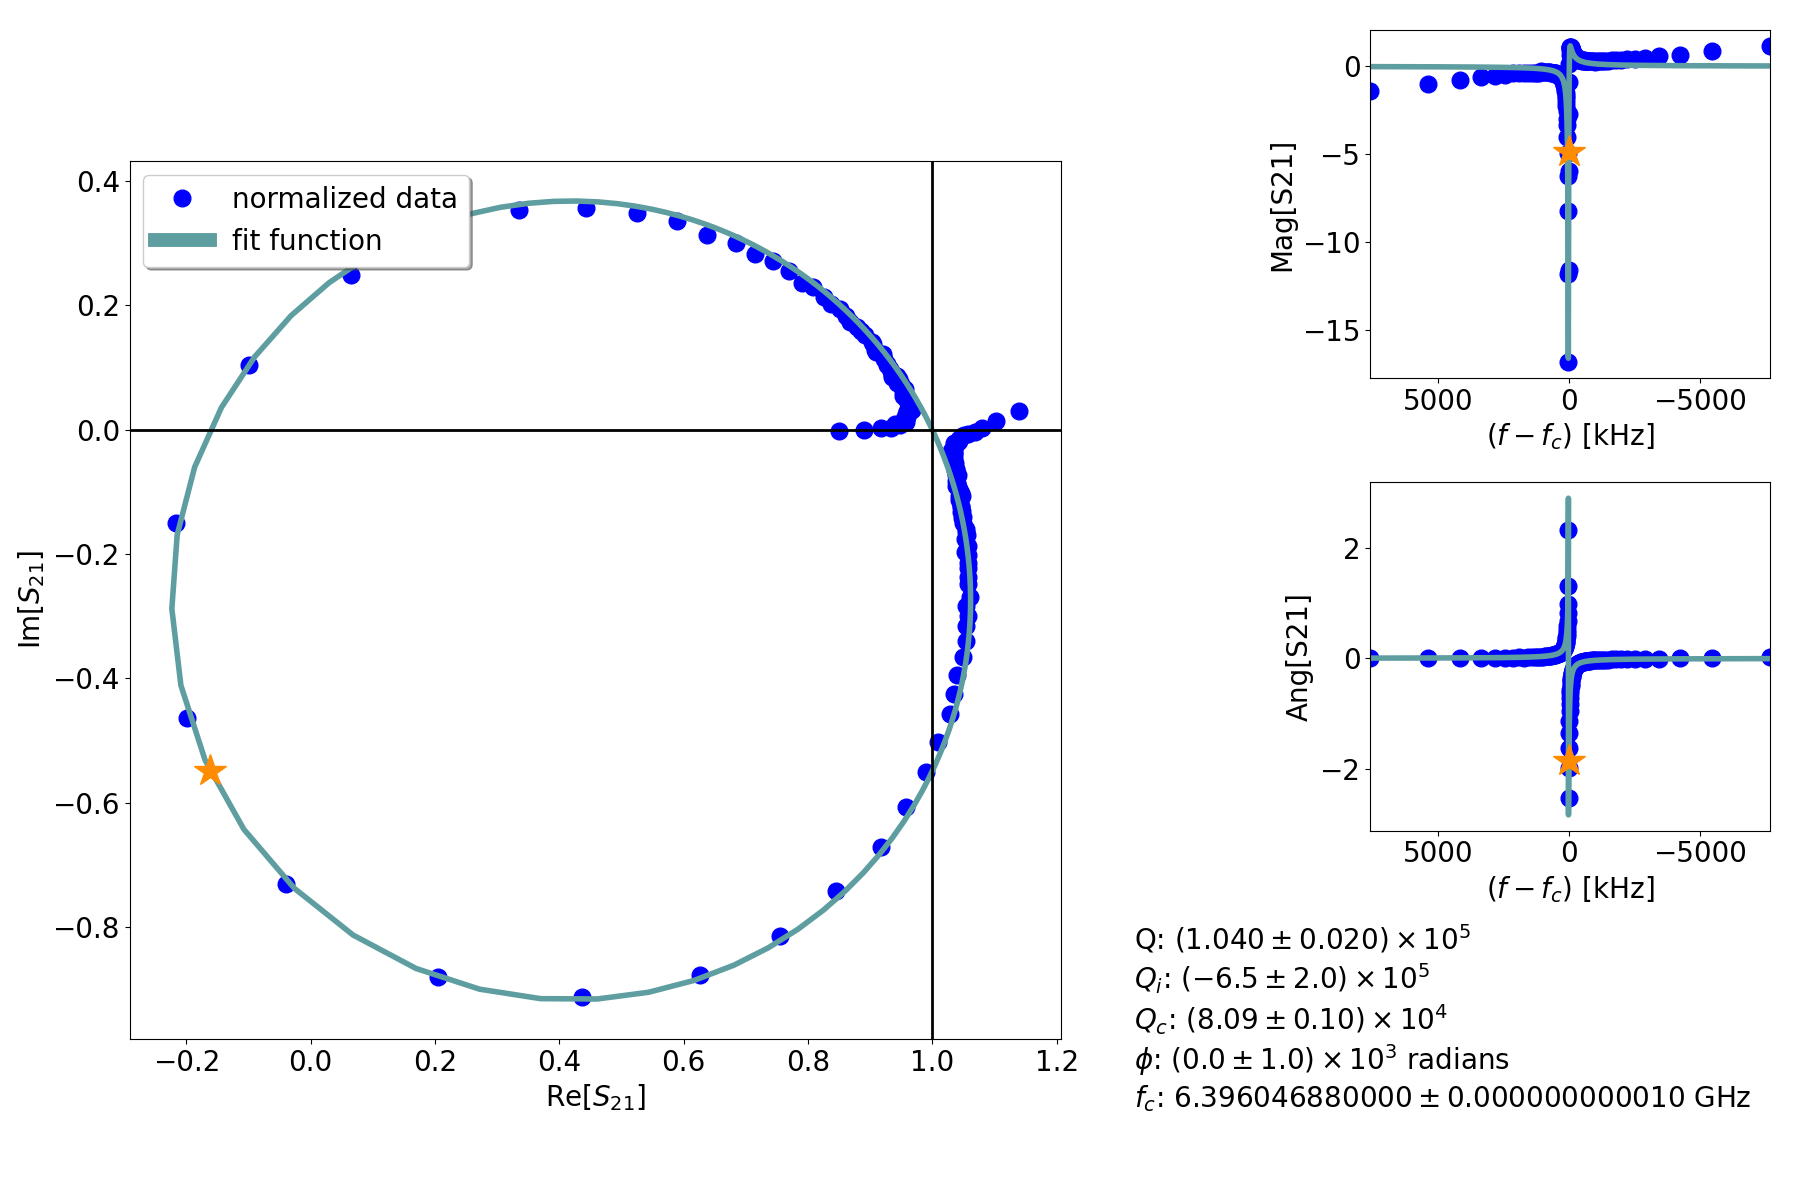 normalized data
fit function
0.4
0.2
0.0
−0.2
−0.4
−0.6
−0.8
Im[S21]
−0.2 0.0 0.2 0.4 0.6 0.8 1.0 1.2
Re[S21]
0
−5
−10
−15
Mag[S21]
5000 0 −5000
(f − fc) [kHz]
2
0
−2
Ang[S21]
5000 0 −5000
(f − fc) [kHz]
Q: (1.040 ± 0.020) × 10^5
Qi: (−6.5 ± 2.0) × 10^5
Qc: (8.09 ± 0.10) × 10^4
ϕ: (0.0 ± 1.0) × 10^3 radians
fc: 6.396046880000 ± 0.000000000010 GHz